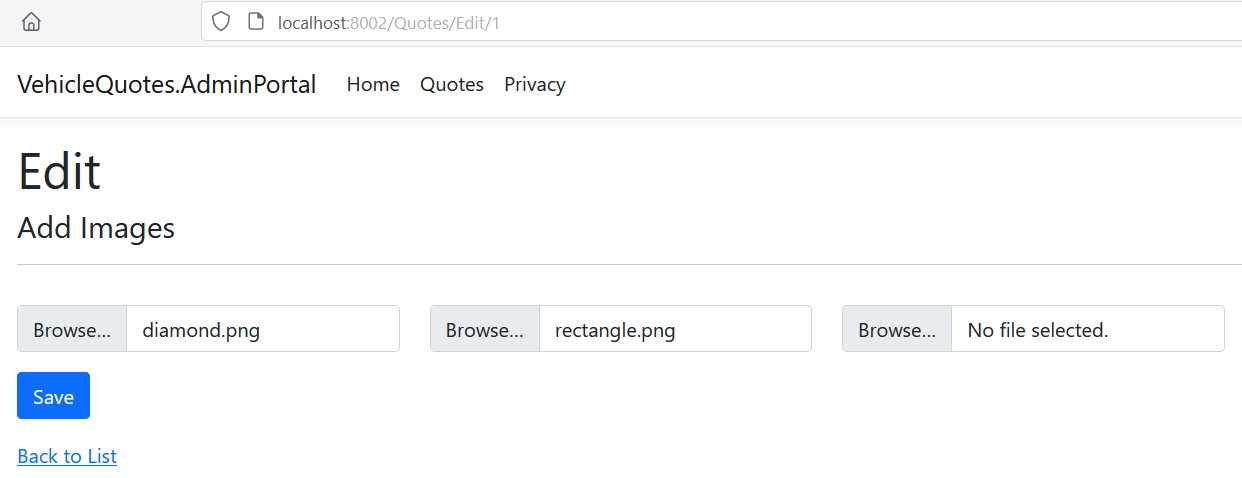 localhost:8002/Quotes/Edit/1
VehicleQuotes.AdminPortal Home Quotes Privacy
Edit
Add Images
Browse... diamond.png Browse... rectangle.png Browse... No file selected.
Save
Back to List